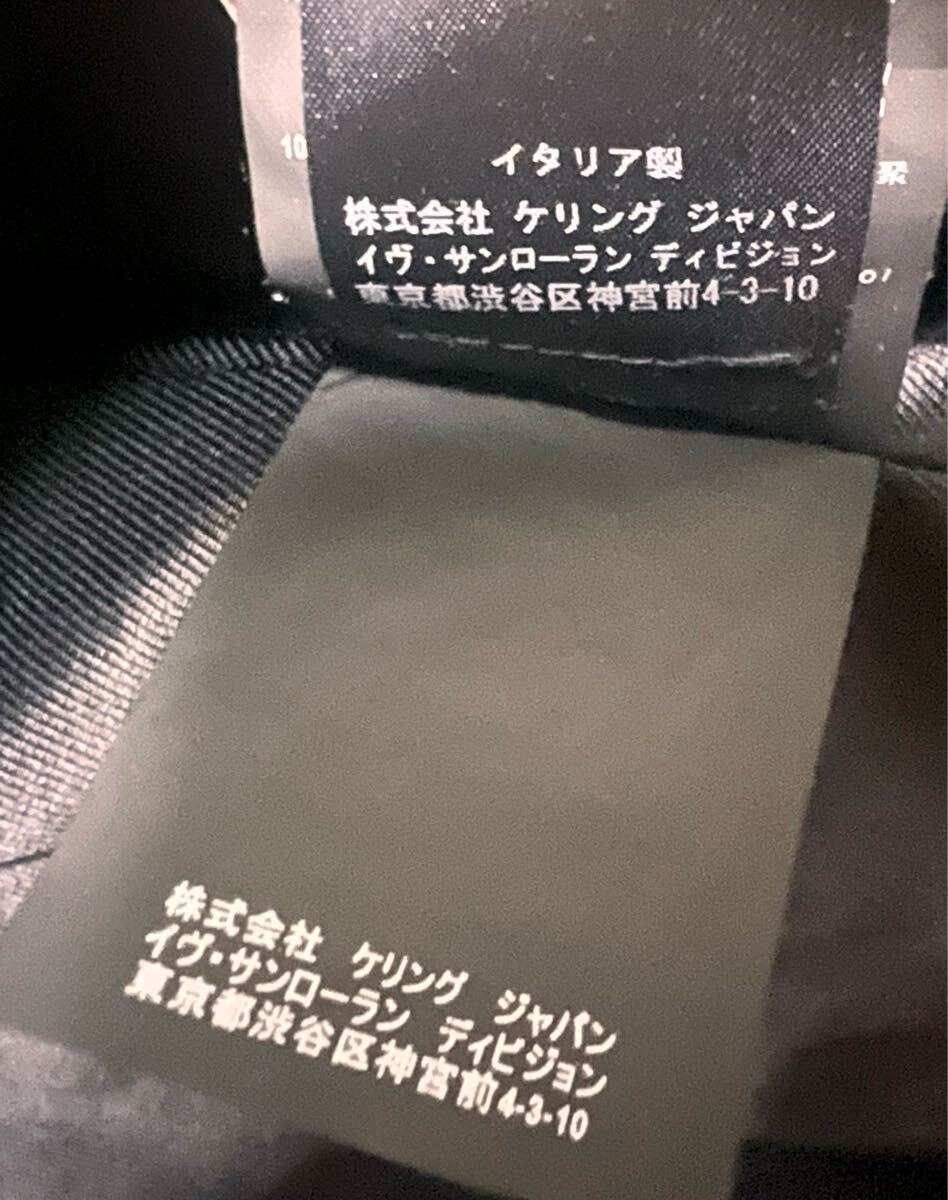 イタリア製
株式会社 ケリング ジャパン
イヴ・サンローラン ディビジョン
東京都渋谷区神宮前4-3-10
10
株式会社 ケリング ジャパン
イヴ・サンローラン ディビジョン
東京都渋谷区神宮前4-3-10